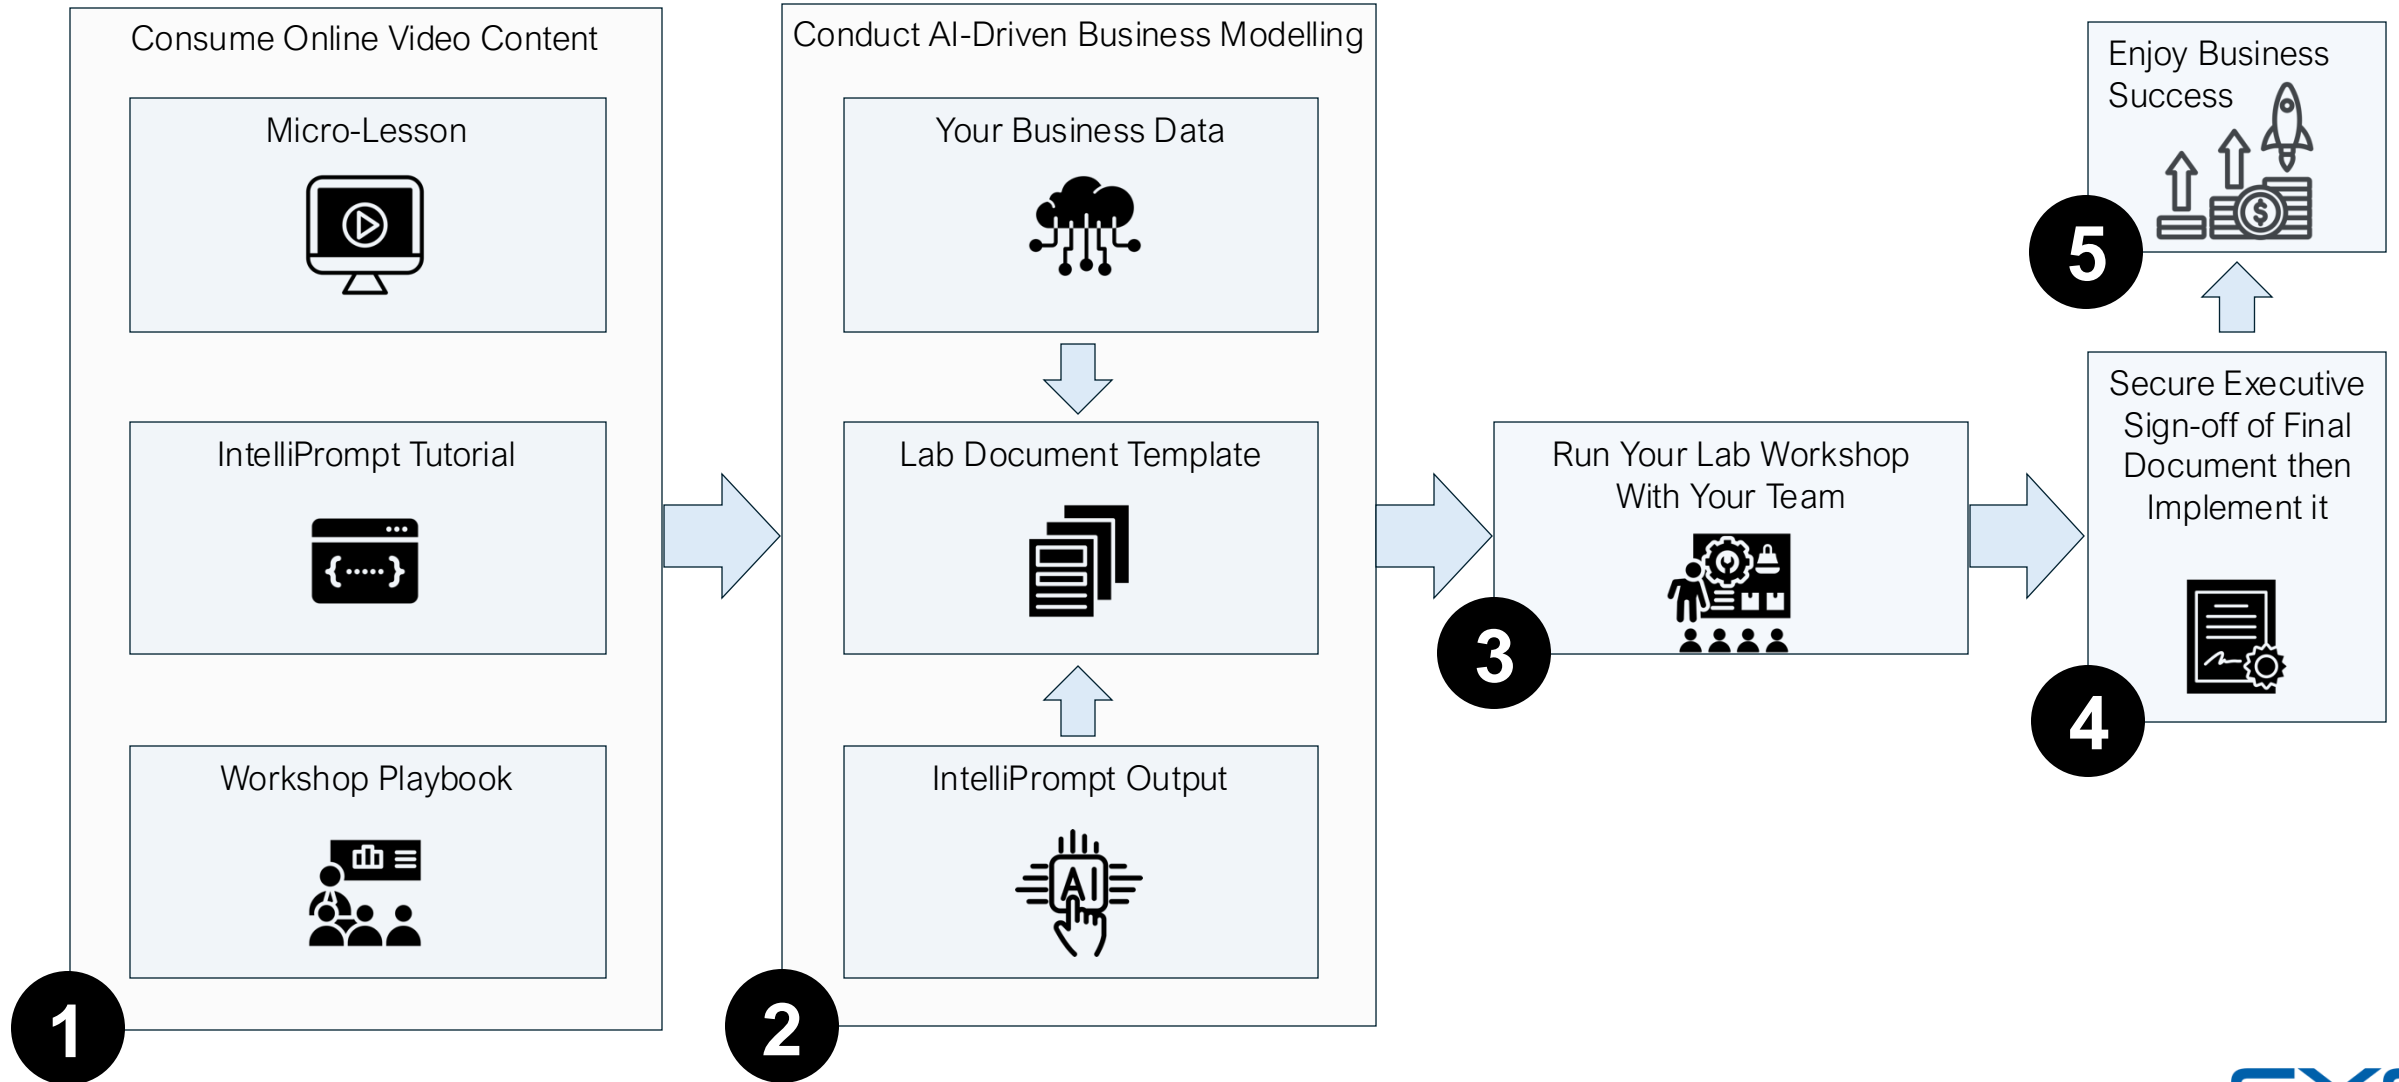 Consume Online Video Content
Micro-Lesson
IntelliPrompt Tutorial
Workshop Playbook
1
Conduct AI-Driven Business Modelling
Your Business Data
Lab Document Template
IntelliPrompt Output
AI
2
Run Your Lab Workshop
With Your Team
3
Secure Executive
Sign-off of Final
Document then
Implement it
4
Enjoy Business
Success
$
5